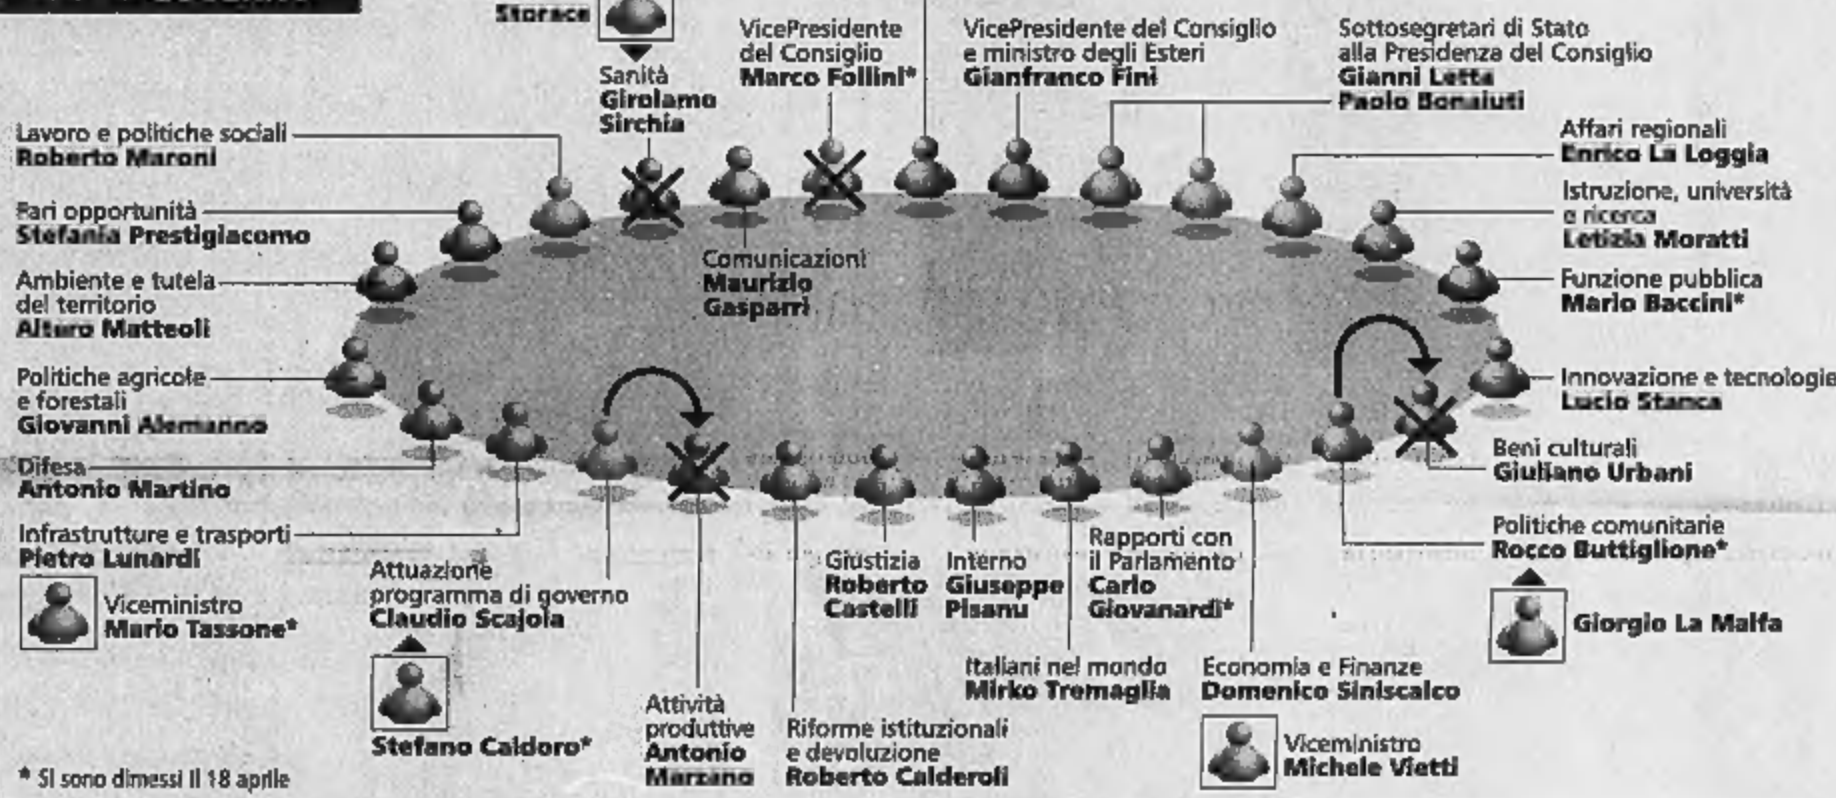 Storace
Sanità
Girolamo
Sirchia
VicePresidente
del Consiglio
Marco Follini*
VicePresidente del Consiglio
e ministro degli Esteri
Gianfranco Fini
Sottosegretari di Stato
alla Presidenza del Consiglio
Gianni Letta
Paolo Bonaiuti
Lavoro e politiche sociali
Roberto Maroni
Affari regionali
Enrico La Loggia
Pari opportunità
Stefania Prestigiacomo
Istruzione, università
e ricerca
Letizia Moratti
Comunicazioni
Maurizio
Gasparri
Ambiente e tutela
del territorio
Altero Matteoli
Funzione pubblica
Mario Baccini*
Politiche agricole
e forestali
Giovanni Alemanno
Innovazione e tecnologie
Lucio Stanca
Difesa
Antonio Martino
Beni culturali
Giuliano Urbani
Infrastrutture e trasporti
Pietro Lunardi
Viceministro
Mario Tassone*
Attuazione
programma di governo
Claudio Scajola
Stefano Caldoro*
Giustizia
Roberto
Castelli
Interno
Giuseppe
Pisanu
Rapporti con
il Parlamento
Carlo
Giovanardi*
Politiche comunitarie
Rocco Buttiglione*
Giorgio La Malfa
Attività
produttive
Antonio
Marzano
Riforme istituzionali
e devoluzione
Roberto Calderoli
Italiani nel mondo
Mirko Tremaglia
Economia e Finanze
Domenico Siniscalco
Viceministro
Michele Vietti
* Si sono dimessi il 18 aprile